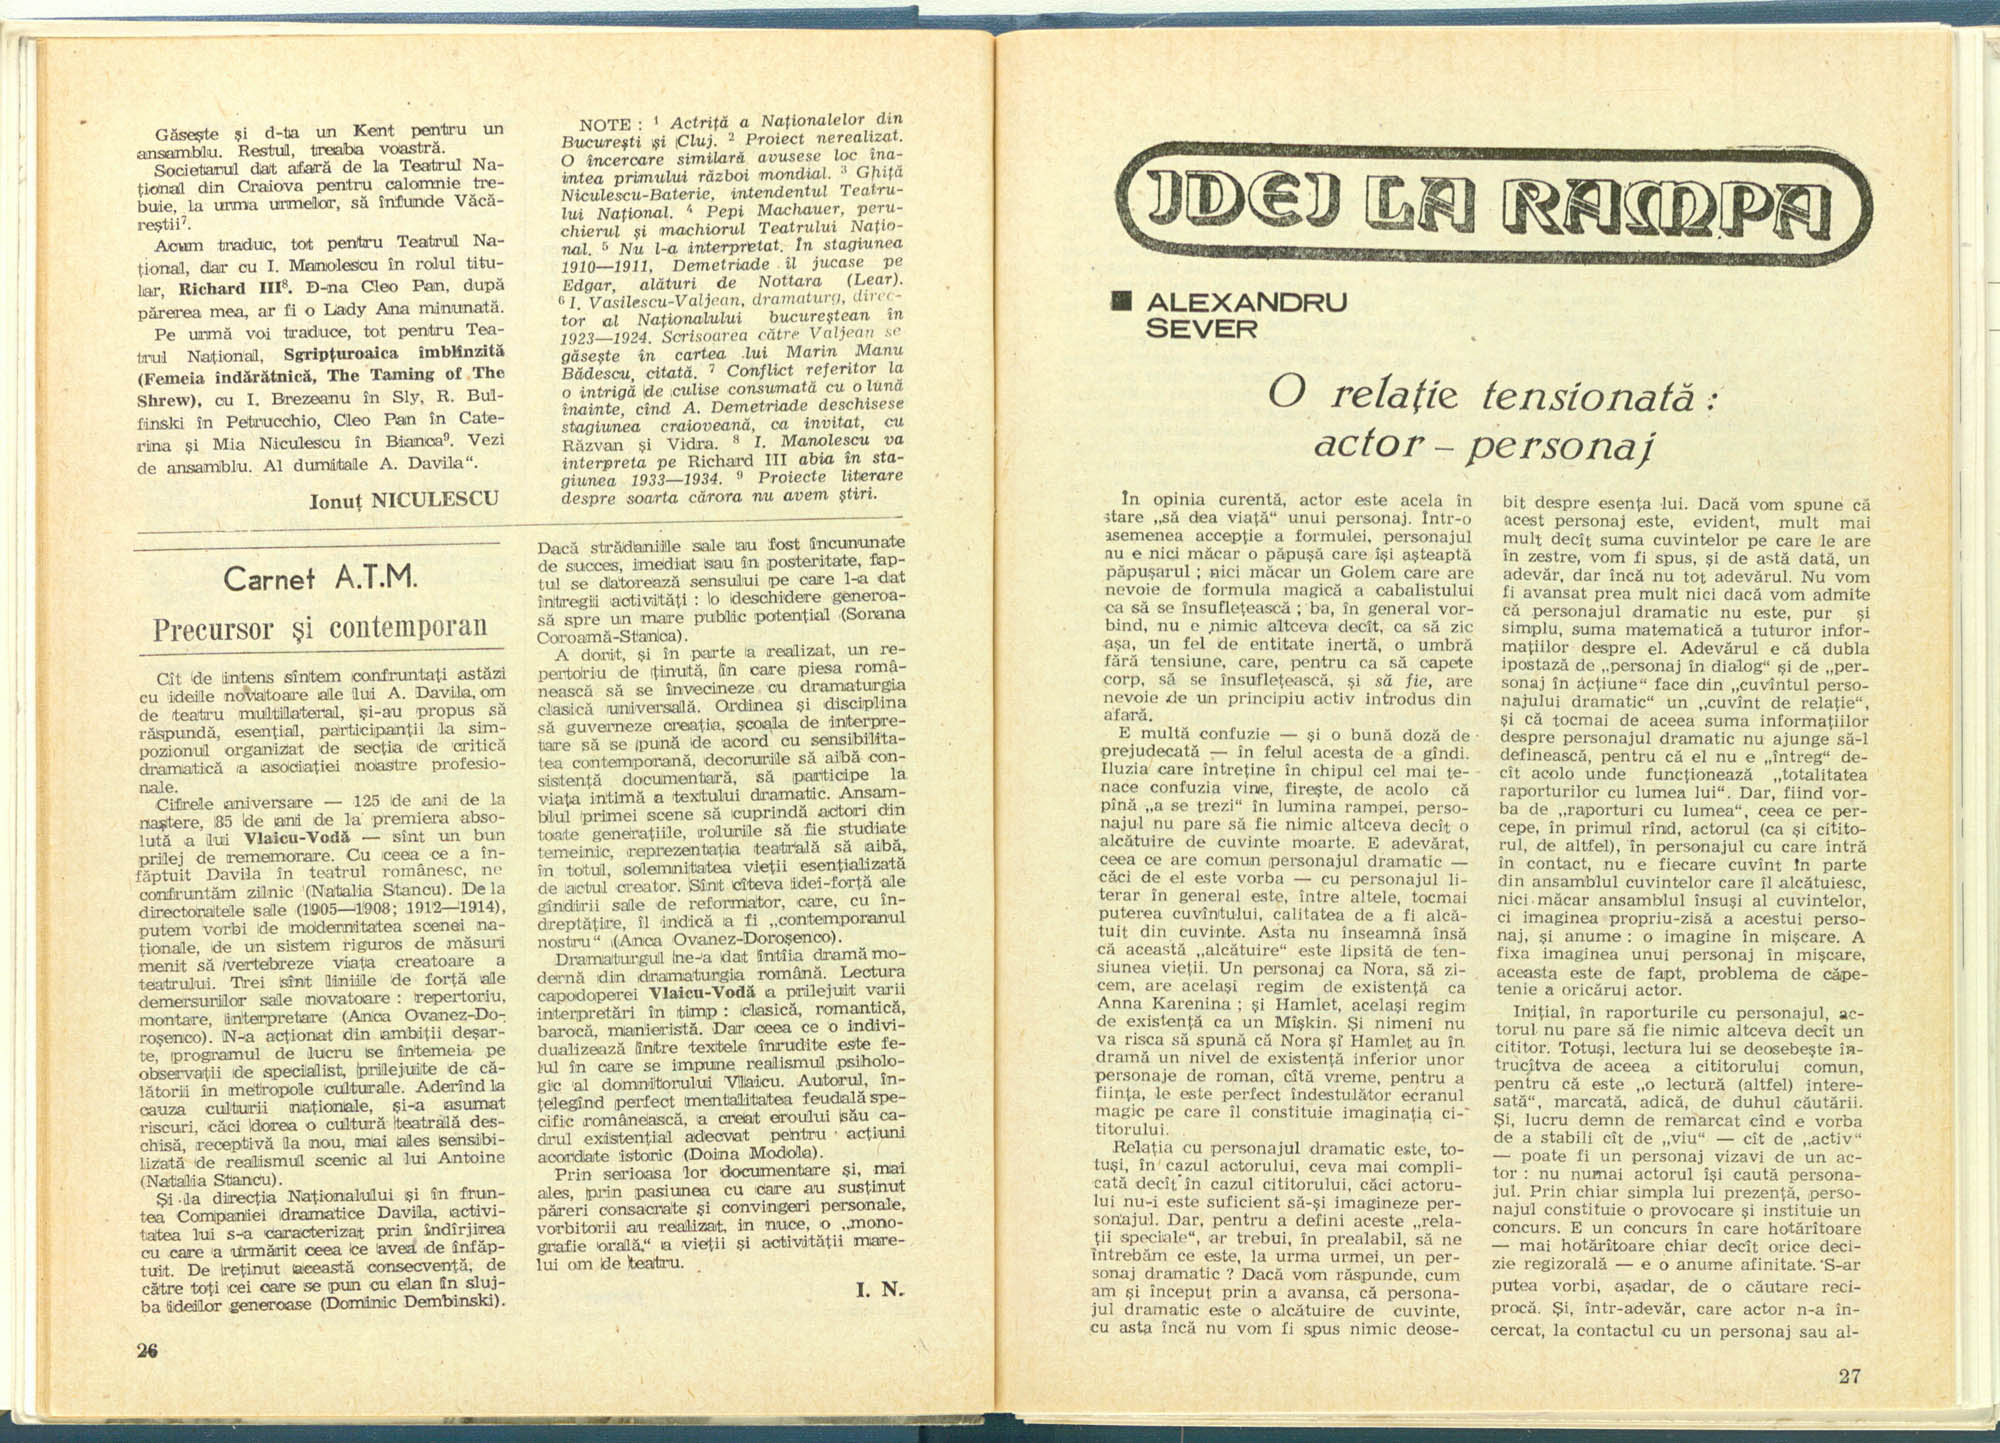 Găsește și d-ta un Kent pentru un
ansamblu. Restul, treaba voastră.
Societarul dat afară de la Teatrul Na-
țional din Craiova pentru calomnie tre-
buie, la urma urmelor, să înfunde Văcă-
reștii⁷.
Acum traduc, tot pentru Teatrul Na-
țional, dar cu I. Manolescu în rolul titu-
lar, Richard III⁸. D-na Cleo Pan, după
părerea mea, ar fi o Lady Ana minunată.
Pe urmă voi traduce, tot pentru Tea-
trul Național, Sgripțuroaica îmblînzită
(Femeia îndărătnică, The Taming of The
Shrew), cu I. Brezeanu în Sly, R. Bul-
finski în Petrucchio, Cleo Pan în Cate-
rina și Mia Niculescu în Bianca⁹. Vezi
de ansamblu. Al dumitale A. Davila“.
Ionuț NICULESCU
NOTE : ¹ Actriță a Naționalelor din
București și Cluj. ² Proiect nerealizat.
O încercare similară avusese loc îna-
intea primului război mondial. ³ Ghiță
Niculescu-Baterie, intendentul Teatru-
lui Național. ⁴ Pepi Machauer, peru-
chierul și machiorul Teatrului Națio-
nal. ⁵ Nu l-a interpretat. În stagiunea
1910—1911, Demetriade îl jucase pe
Edgar, alături de Nottara (Lear).
⁶ I. Vasilescu-Valjean, dramaturg, direc-
tor al Naționalului bucureștean în
1923—1924. Scrisoarea către Valjean se
găsește în cartea lui Marin Manu
Bădescu, citată. ⁷ Conflict referitor la
o intrigă de culise consumată cu o lună
înainte, cînd A. Demetriade deschisese
stagiunea craioveană, ca invitat, cu
Răzvan și Vidra. ⁸ I. Manolescu va
interpreta pe Richard III abia în sta-
giunea 1933—1934. ⁹ Proiecte literare
despre soarta cărora nu avem știri.
Carnet A.T.M.
Precursor și contemporan
Cît de intens sîntem confruntați astăzi
cu ideile novatoare ale lui A. Davila, om
de teatru multilateral, și-au propus să
răspundă, esențial, participanții la sim-
pozionul organizat de secția de critică
dramatică a asociației noastre profesio-
nale.
Cifrele aniversare — 125 de ani de la
naștere, 85 de ani de la premiera abso-
lută a lui Vlaicu-Vodă — sînt un bun
prilej de rememorare. Cu ceea ce a în-
făptuit Davila în teatrul românesc, ne
confruntăm zilnic (Natalia Stancu). De la
directoratele sale (1905—1908; 1912—1914),
putem vorbi de modernitatea scenei na-
ționale, de un sistem riguros de măsuri
menit să vertebreze viața creatoare a
teatrului. Trei sînt liniile de forță ale
demersurilor sale novatoare : repertoriu,
montare, interpretare (Anca Ovanez-Do-
roșenco). N-a acționat din ambiții deșar-
te, programul de lucru se întemeia pe
observații de specialist, prilejuite de că-
lătorii în metropole culturale. Aderînd la
cauza culturii naționale, și-a asumat
riscuri, căci dorea o cultură teatrală des-
chisă, receptivă la nou, mai ales sensibi-
lizată de realismul scenic al lui Antoine
(Natalia Stancu).
Și la direcția Naționalului și în frun-
tea Companiei dramatice Davila, activi-
tatea lui s-a caracterizat prin îndîrjirea
cu care a urmărit ceea ce avea de înfăp-
tuit. De reținut această consecvență, de
către toți cei care se pun cu elan în sluj-
ba ideilor generoase (Dominic Dembinski).
Dacă strădaniile sale au fost încununate
de succes, imediat sau în posteritate, fap-
tul se datorează sensului pe care l-a dat
întregii activități : o deschidere generoa-
să spre un mare public potențial (Sorana
Coroamă-Stanca).
A dorit, și în parte a realizat, un re-
pertoriu de ținută, în care piesa româ-
nească să se învecineze cu dramaturgia
clasică universală. Ordinea și disciplina
să guverneze creația, școala de interpre-
tare să se pună de acord cu sensibilita-
tea contemporană, decorurile să aibă con-
sistență documentară, să participe la
viața intimă a textului dramatic. Ansam-
blul primei scene să cuprindă actori din
toate generațiile, rolurile să fie studiate
temeinic, reprezentația teatrală să aibă,
în totul, solemnitatea vieții esențializată
de actul creator. Sînt cîteva idei-forță ale
gîndirii sale de reformator, care, cu în-
dreptățire, îl indică a fi „contemporanul
nostru“ (Anca Ovanez-Doroșenco).
Dramaturgul ne-a dat întîia dramă mo-
dernă din dramaturgia română. Lectura
capodoperei Vlaicu-Vodă a prilejuit varii
interpretări în timp : clasică, romantică,
barocă, manieristă. Dar ceea ce o indivi-
dualizează între textele înrudite este fe-
lul în care se impune realismul psiholo-
gic al domnitorului Vlaicu. Autorul, în-
țelegînd perfect mentalitatea feudală spe-
cific românească, a creat eroului său ca-
drul existențial adecvat pentru acțiuni
acordate istoric (Doina Modola).
Prin serioasa lor documentare și, mai
ales, prin pasiunea cu care au susținut
păreri consacrate și convingeri personale,
vorbitorii au realizat, in nuce, o „mono-
grafie orală,“ a vieții și activității mare-
lui om de teatru.
I. N.
26
IDEI LA RAMPA
■ ALEXANDRU
SEVER
O relație tensionată :
actor – personaj
În opinia curentă, actor este acela în
stare „să dea viață“ unui personaj. Într-o
asemenea accepție a formulei, personajul
nu e nici măcar o păpușă care își așteaptă
păpușarul ; nici măcar un Golem care are
nevoie de formula magică a cabalistului
ca să se însuflețească ; ba, în general vor-
bind, nu e nimic altceva decît, ca să zic
așa, un fel de entitate inertă, o umbră
fără tensiune, care, pentru ca să capete
corp, să se însuflețească, și să fie, are
nevoie de un principiu activ introdus din
afară.
E multă confuzie — și o bună doză de
prejudecată — în felul acesta de a gîndi.
Iluzia care întreține în chipul cel mai te-
nace confuzia vine, firește, de acolo că
pînă „a se trezi“ în lumina rampei, perso-
najul nu pare să fie nimic altceva decît o
alcătuire de cuvinte moarte. E adevărat,
ceea ce are comun personajul dramatic —
căci de el este vorba — cu personajul li-
terar în general este, între altele, tocmai
puterea cuvîntului, calitatea de a fi alcă-
tuit din cuvinte. Asta nu înseamnă însă
că această „alcătuire“ este lipsită de ten-
siunea vieții. Un personaj ca Nora, să zi-
cem, are același regim de existență ca
Anna Karenina ; și Hamlet, același regim
de existență ca un Mîșkin. Și nimeni nu
va risca să spună că Nora și Hamlet au în
dramă un nivel de existență inferior unor
personaje de roman, cîtă vreme, pentru a
ființa, le este perfect îndestulător ecranul
magic pe care îl constituie imaginația ci-
titorului.
Relația cu personajul dramatic este, to-
tuși, în cazul actorului, ceva mai compli-
cată decît în cazul cititorului, căci actoru-
lui nu-i este suficient să-și imagineze per-
sonajul. Dar, pentru a defini aceste „rela-
ții speciale“, ar trebui, în prealabil, să ne
întrebăm ce este, la urma urmei, un per-
sonaj dramatic ? Dacă vom răspunde, cum
am și început prin a avansa, că persona-
jul dramatic este o alcătuire de cuvinte,
cu asta încă nu vom fi spus nimic deose-
bit despre esența lui. Dacă vom spune că
acest personaj este, evident, mult mai
mult decît suma cuvintelor pe care le are
în zestre, vom fi spus, și de astă dată, un
adevăr, dar încă nu tot adevărul. Nu vom
fi avansat prea mult nici dacă vom admite
că personajul dramatic nu este, pur și
simplu, suma matematică a tuturor infor-
mațiilor despre el. Adevărul e că dubla
ipostază de „personaj în dialog“ și de „per-
sonaj în acțiune“ face din „cuvîntul perso-
najului dramatic“ un „cuvînt de relație“,
și că tocmai de aceea suma informațiilor
despre personajul dramatic nu ajunge să-l
definească, pentru că el nu e „întreg“ de-
cît acolo unde funcționează „totalitatea
raporturilor cu lumea lui“. Dar, fiind vor-
ba de „raporturi cu lumea“, ceea ce per-
cepe, în primul rînd, actorul (ca și cititо-
rul, de altfel), în personajul cu care intră
în contact, nu e fiecare cuvînt în parte
din ansamblul cuvintelor care îl alcătuiesc,
nici măcar ansamblul însuși al cuvintelor,
ci imaginea propriu-zisă a acestui perso-
naj, și anume : o imagine în mișcare. A
fixa imaginea unui personaj în mișcare,
aceasta este de fapt, problema de căpe-
tenie a oricărui actor.
Inițial, în raporturile cu personajul, ac-
torul nu pare să fie nimic altceva decît un
cititor. Totuși, lectura lui se deosebește în-
trucîtva de aceea a cititorului comun,
pentru că este „o lectură (altfel) intere-
sată“, marcată, adică, de duhul căutării.
Și, lucru demn de remarcat cînd e vorba
de a stabili cît de „viu“ — cît de „activ“
— poate fi un personaj vizavi de un ac-
tor : nu numai actorul își caută persona-
jul. Prin chiar simpla lui prezență, perso-
najul constituie o provocare și instituie un
concurs. E un concurs în care hotărîtoare
— mai hotărîtoare chiar decît orice deci-
zie regizorală — e o anume afinitate. S-ar
putea vorbi, așadar, de o căutare reci-
procă. Și, într-adevăr, care actor n-a în-
cercat, la contactul cu un personaj sau al-
27